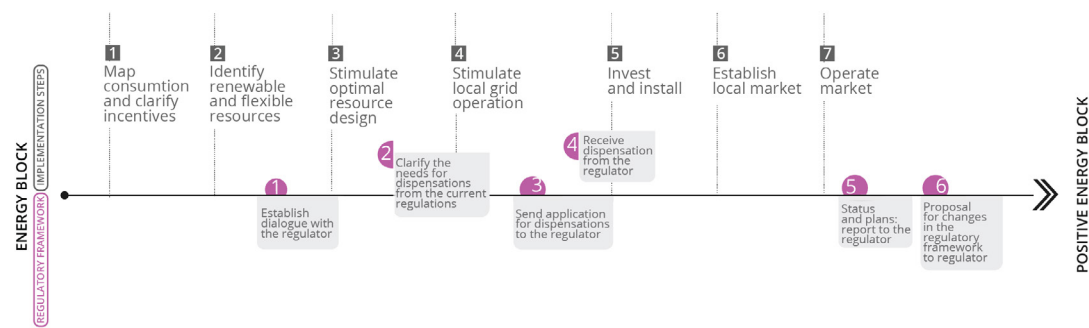 ENERGY BLOCK
IMPLEMENTATION STEPS
REGULATORY FRAMEWORK
1
Map
consumtion
and clarify
incentives
2
Identify
renewable
and flexible
resources
3
Stimulate
optimal
resource
design
4
Stimulate
local grid
operation
5
Invest
and install
6
Establish
local market
7
Operate
market
1
Establish
dialogue with
the regulator
2
Clarify the
needs for
dispensations
from the current
regulations
3
Send application
for dispensations
to the regulator
4
Receive
dispensation
from the
regulator
5
Status
and plans:
report to the
regulator
6
Proposal
for changes
in the
regulatory
framework
to regulator
POSITIVE ENERGY BLOCK